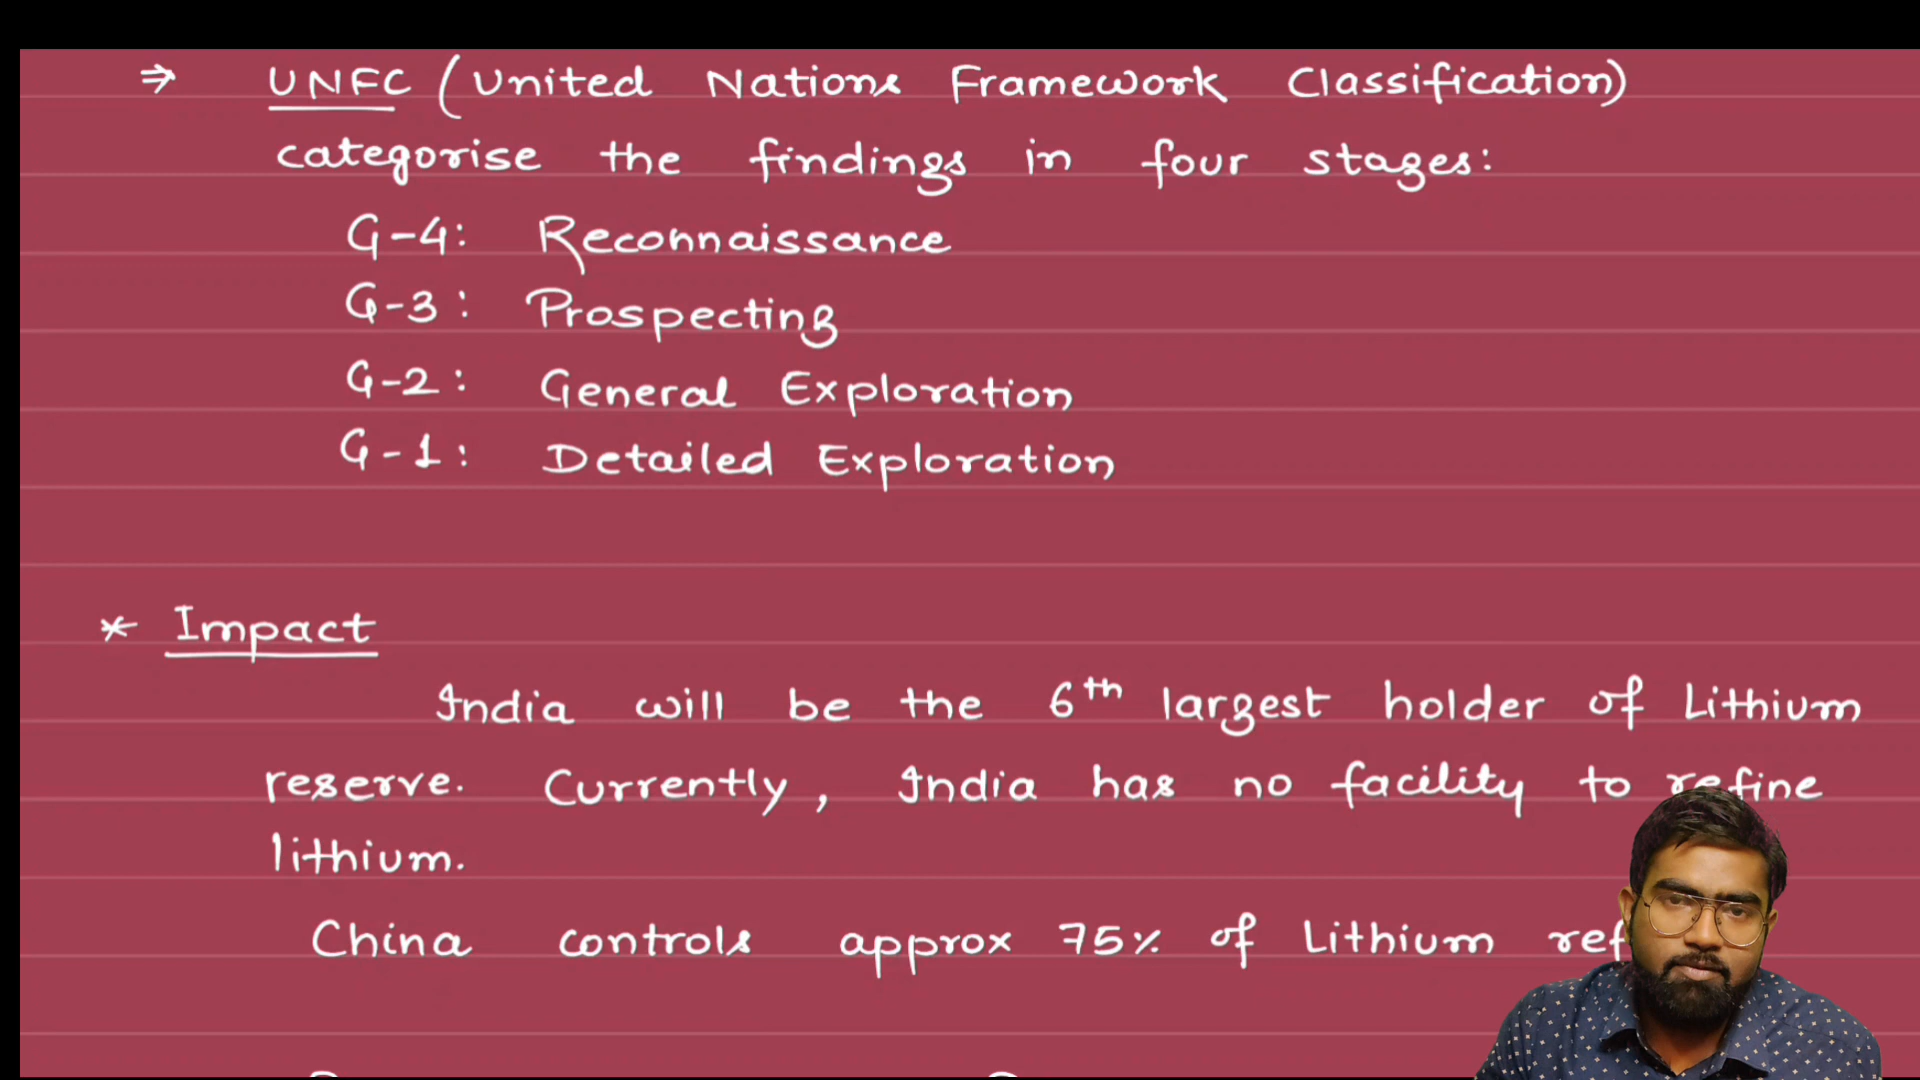 ⇒ UNFC (United Nations Framework Classification)
categorise the findings in four stages:
G-4: Reconnaissance
G-3: Prospecting
G-2: General Exploration
G-1: Detailed Exploration
* Impact
India will be the 6th largest holder of Lithium
reserve. Currently, India has no facility to refine
lithium.
China controls approx 75% of Lithium